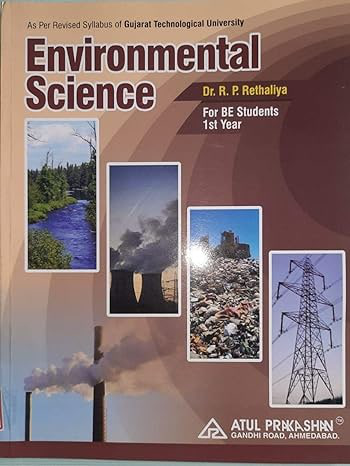 As Per Revised Syllabus of Gujarat Technological University
Environmental
Science
Dr. R. P. Rethaliya
For BE Students
1st Year
ATUL PRAKASHAN TM
GANDHI ROAD, AHMEDABAD.